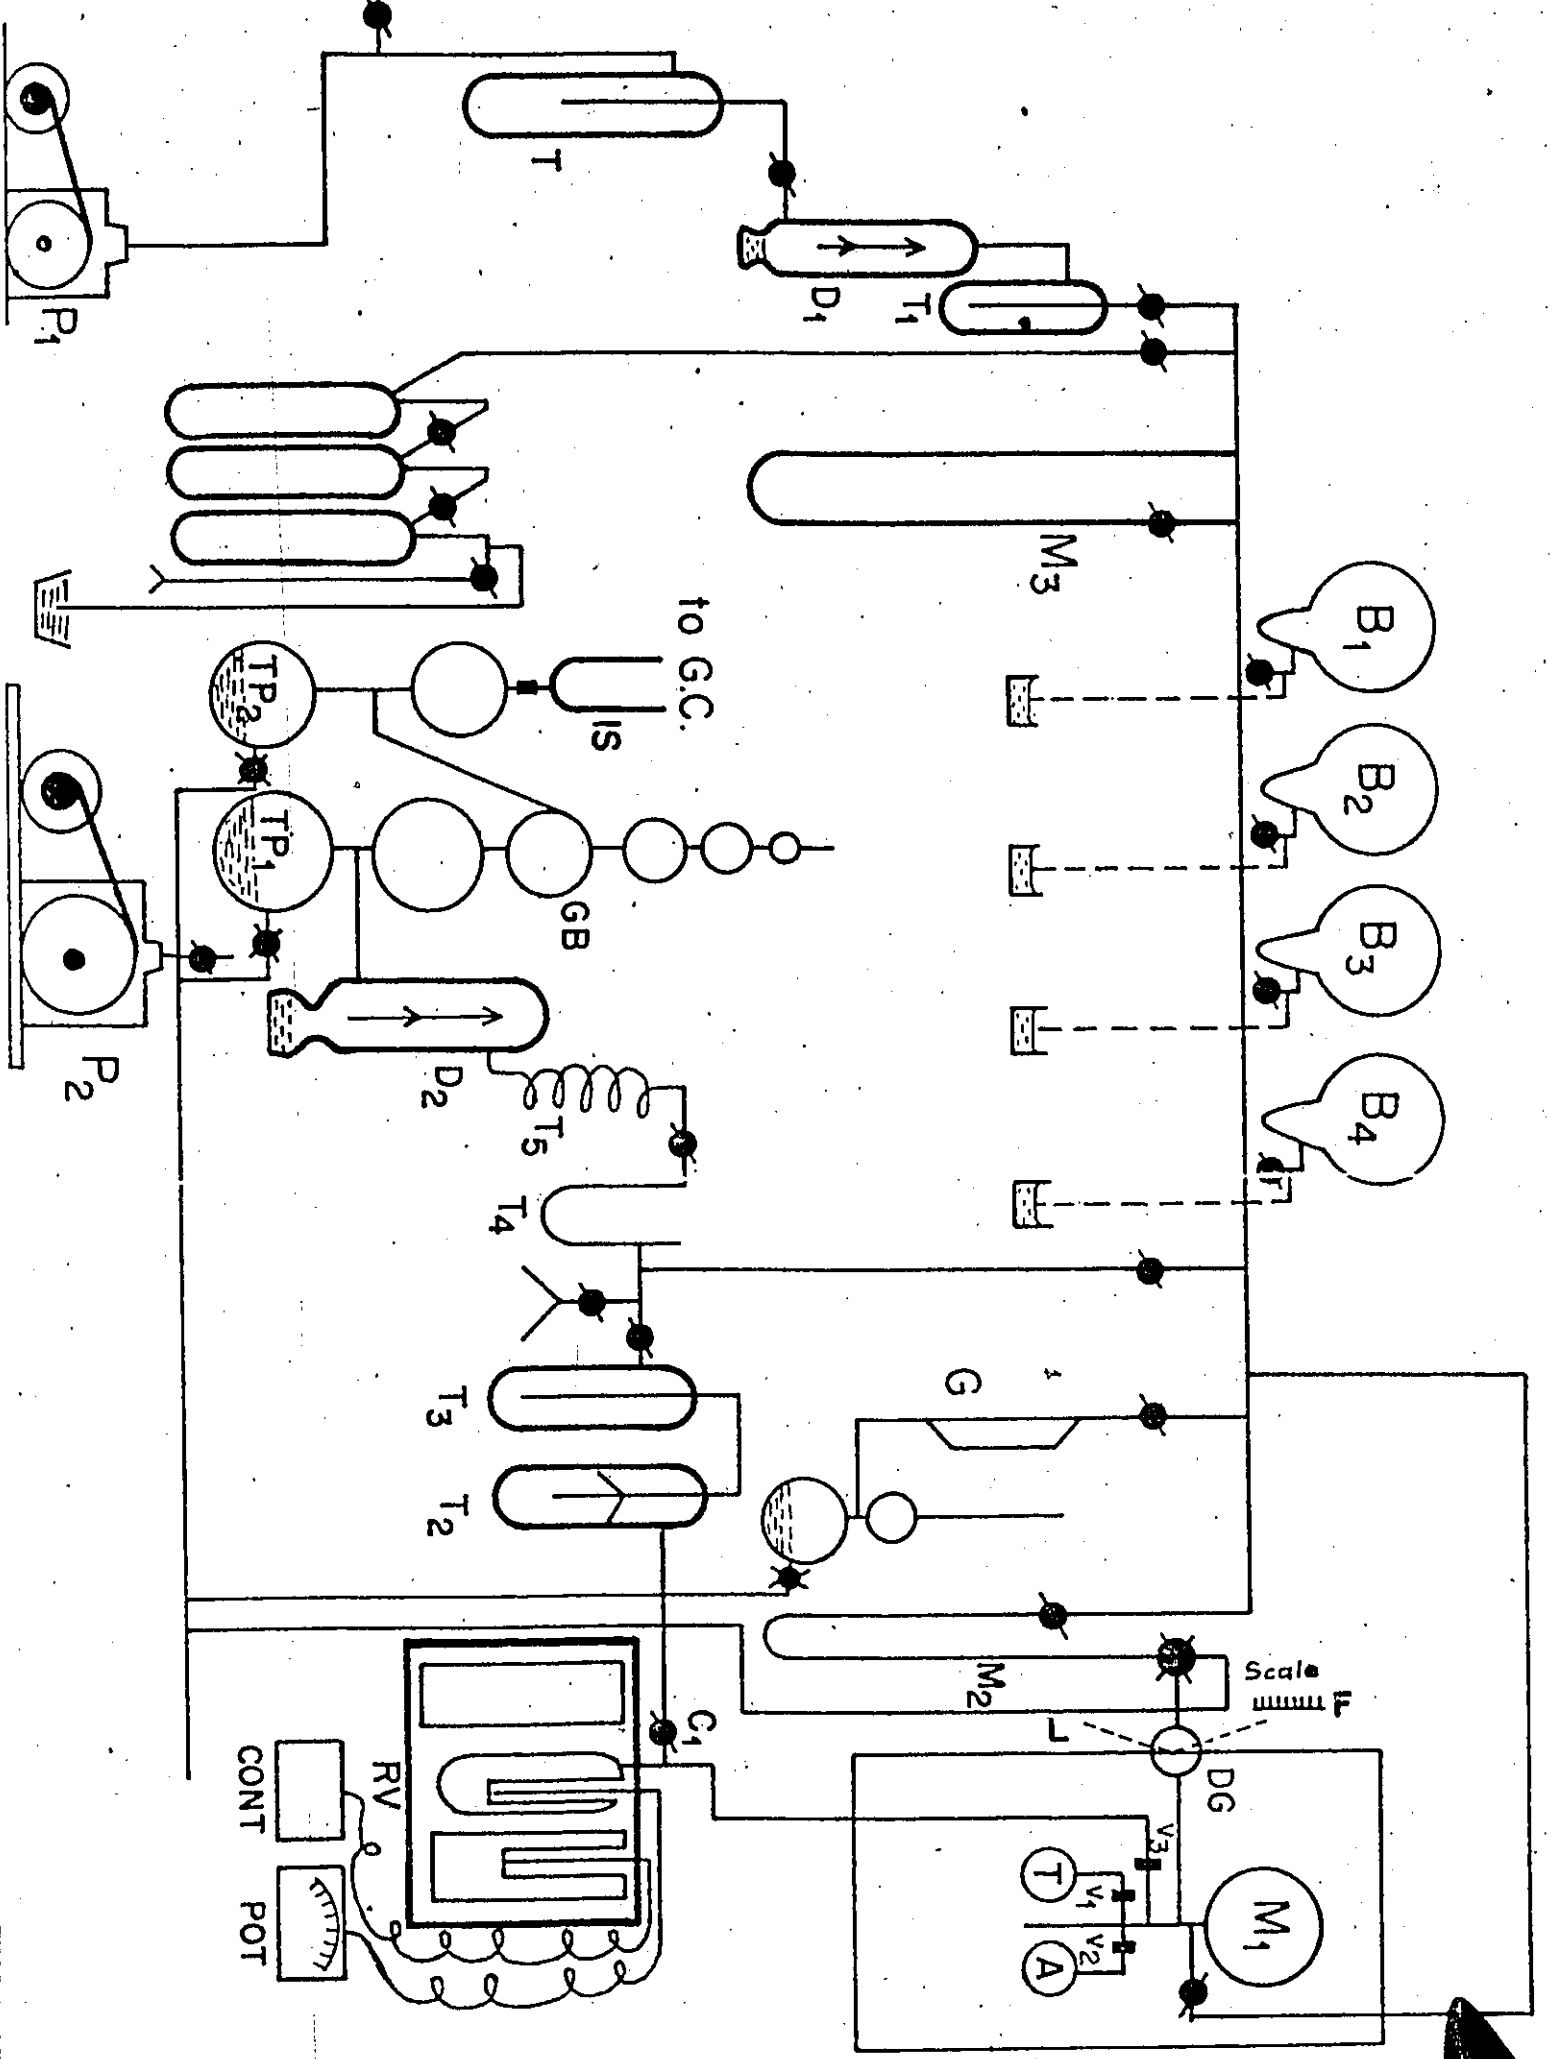 B1
B2
B3
B4
Scale
F
L
DG
M1
V3
T
V1
V2
A
M2
M3
G
T1
D1
T
to G.C.
IS
TP2
TP1
GB
D2
T5
T4
T3
T2
C1
RV
CONT
POT
P1
P2